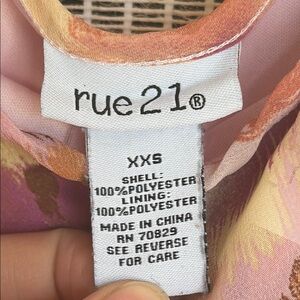 rue21®
XXS
SHELL:
100%POLYESTER
LINING:
100%POLYESTER
MADE IN CHINA
RN 70829
SEE REVERSE
FOR CARE